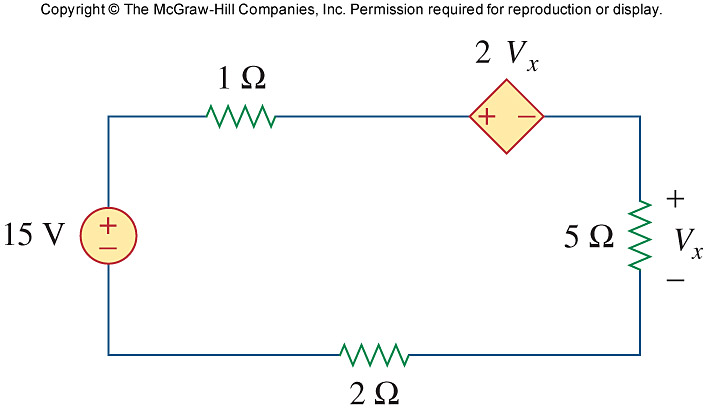 Copyright © The McGraw-Hill Companies, Inc. Permission required for reproduction or display.
2 Vx
1 Ω
+ −
15 V
+
−
5 Ω
+
Vx
−
2 Ω